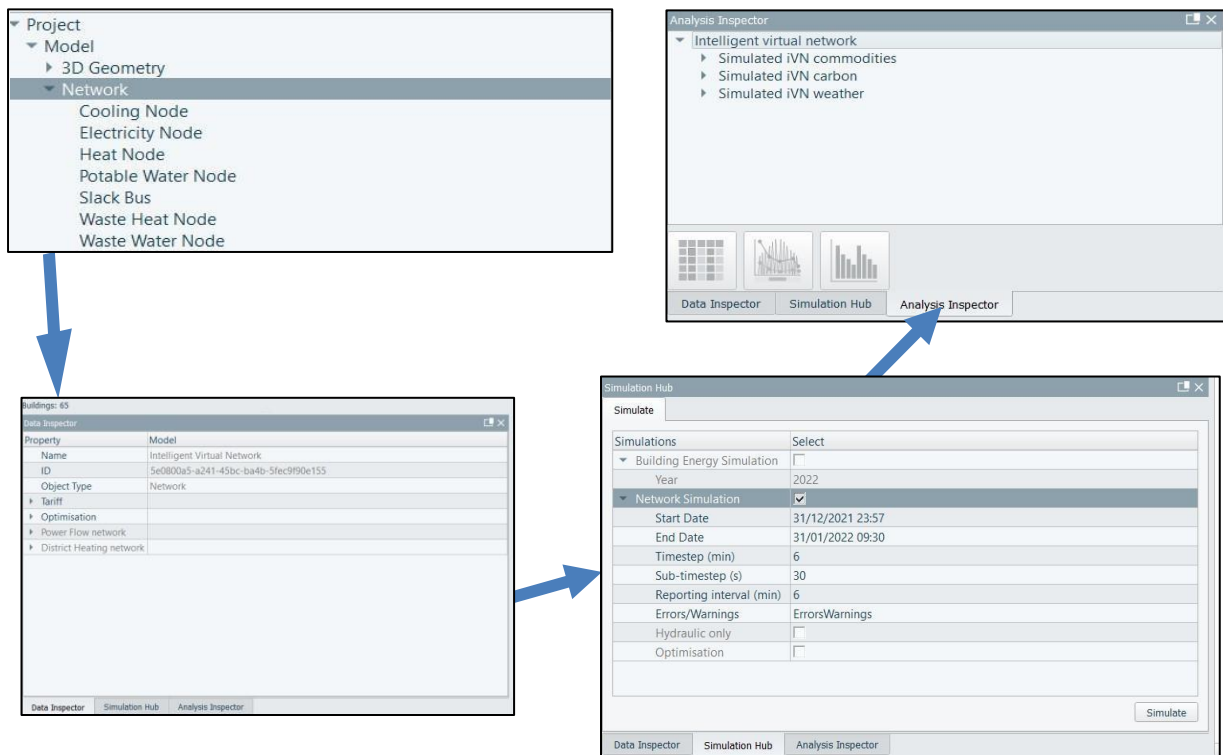 Project
Model
3D Geometry
Network
Cooling Node
Electricity Node
Heat Node
Potable Water Node
Slack Bus
Waste Heat Node
Waste Water Node
Analysis Inspector
Intelligent virtual network
Simulated iVN commodities
Simulated iVN carbon
Simulated iVN weather
Data Inspector Simulation Hub Analysis Inspector
Buildings: 65
Data Inspector
Property Model
Name Intelligent Virtual Network
ID 5e0800a5-a241-45bc-ba4b-5fec9f90e155
Object Type Network
Tariff
Optimisation
Power Flow network
District Heating network
Data Inspector Simulation Hub Analysis Inspector
Simulation Hub
Simulate
Simulations Select
Building Energy Simulation
Year 2022
Network Simulation
Start Date 31/12/2021 23:57
End Date 31/01/2022 09:30
Timestep (min) 6
Sub-timestep (s) 30
Reporting interval (min) 6
Errors/Warnings ErrorsWarnings
Hydraulic only
Optimisation
Simulate
Data Inspector Simulation Hub Analysis Inspector